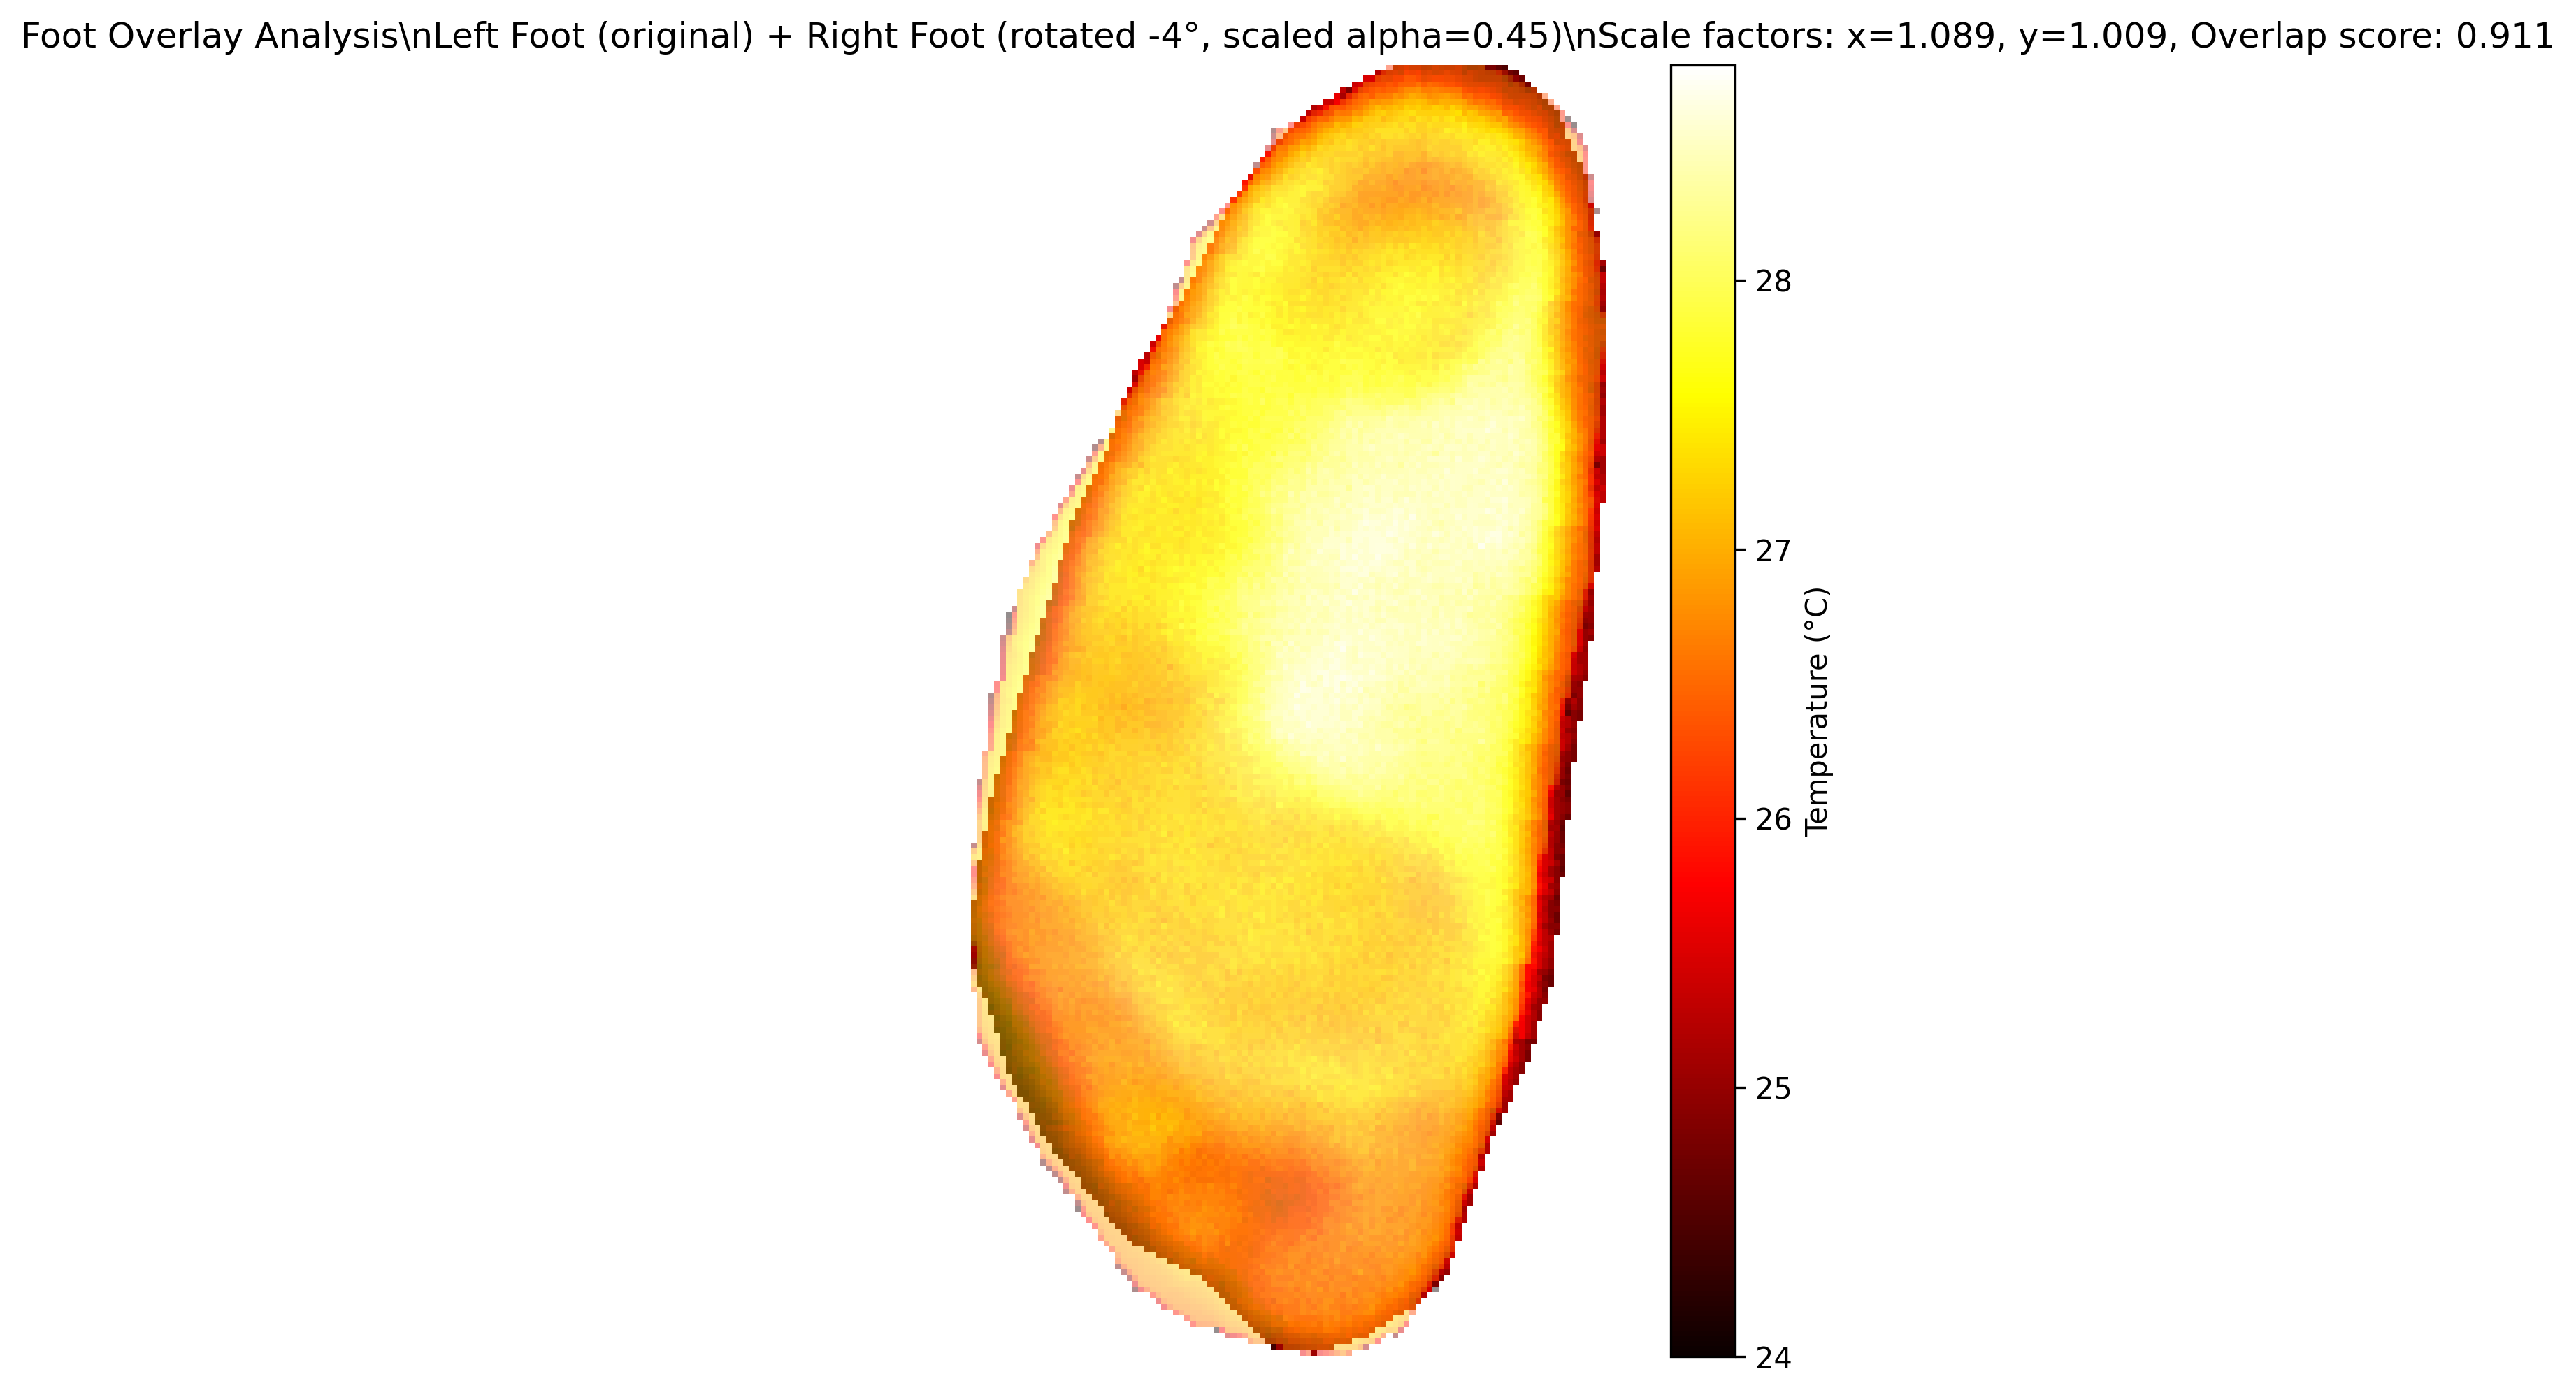 Foot Overlay Analysis\nLeft Foot (original) + Right Foot (rotated -4°, scaled alpha=0.45)\nScale factors: x=1.089, y=1.009, Overlap score: 0.911
28
27
26
25
24
Temperature (°C)